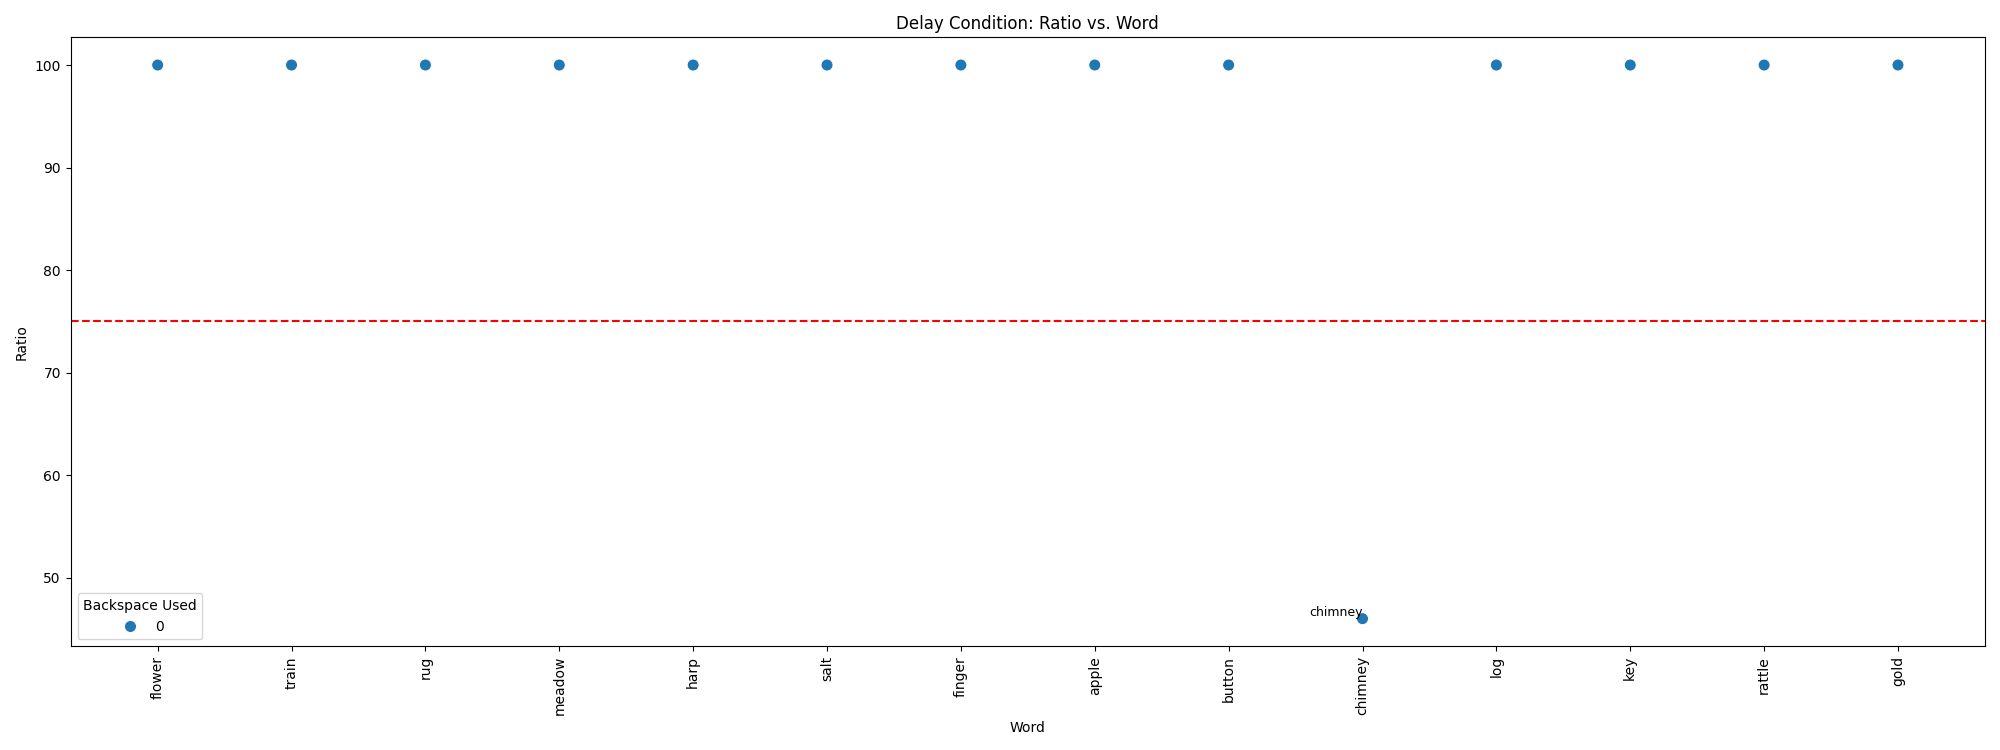 Delay Condition: Ratio vs. Word
Ratio
100
90
80
70
60
50
chimney
Backspace Used
0
flower
train
rug
meadow
harp
salt
finger
apple
button
chimney
log
key
rattle
gold
Word